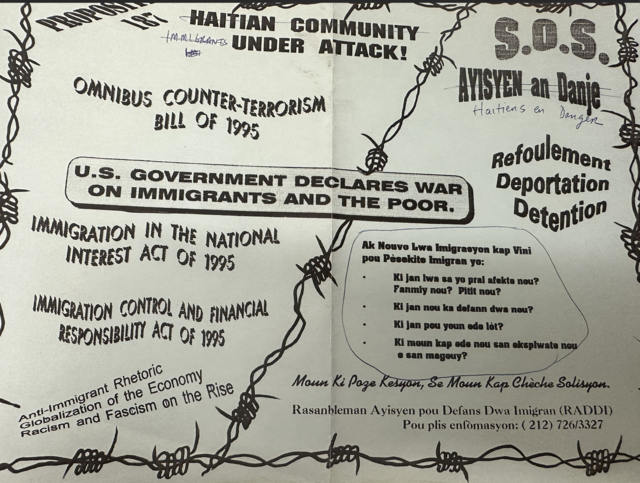 187
HAITIAN COMMUNITY
IMMIGRANTS
UNDER ATTACK!
OMNIBUS COUNTER-TERRORISM
BILL OF 1995
U.S. GOVERNMENT DECLARES WAR
ON IMMIGRANTS AND THE POOR.
IMMIGRATION IN THE NATIONAL
INTEREST ACT OF 1995
IMMIGRATION CONTROL AND FINANCIAL
RESPONSIBILITY ACT OF 1995
Anti-Immigrant Rhetoric
Globalization of the Economy
Racism and Fascism on the Rise
S.O.S.
AYISYEN an Danje
Haitiens en Danger
Refoulement
Deportation
Detention
Ak Nouvo Lwa Imigrasyon kap Vini
pou Pèsekite Imigran yo:
• Ki jan lwa sa yo pral afekte nou?
Fanmiy nou? Pitit nou?
• Ki jan nou ka defann dwa nou?
• Ki jan pou youn ede lòt?
• Ki moun kap ede nou san eksplwate nou
e san magouy?
Moun Ki Poze Kesyon, Se Moun Kap Chèche Solisyon.
Rasanbleman Ayisyen pou Defans Dwa Imigran (RADDI)
Pou plis enfòmasyon: ( 212) 726/3327